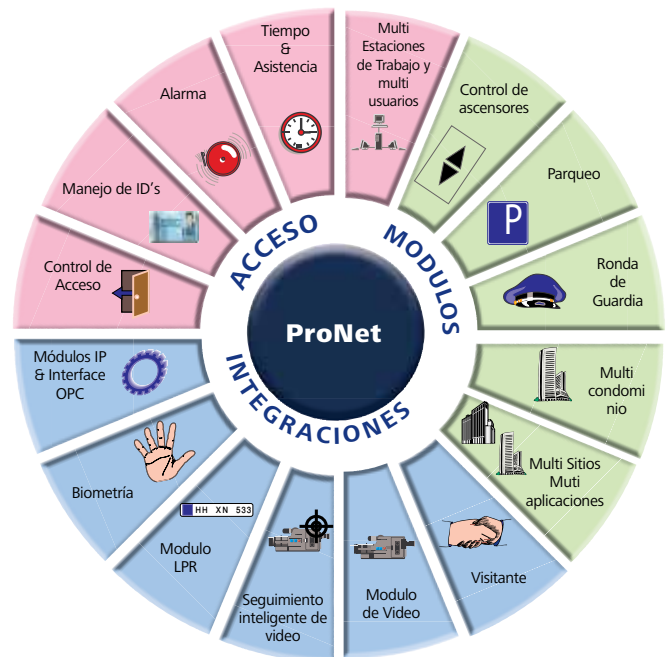 ProNet
ACCESO
MODULOS
INTEGRACIONES
Control de
Acceso
Manejo de ID's
Alarma
Tiempo
&
Asistencia
Multi
Estaciones
de Trabajo y
multi
usuarios
Control de
ascensores
Parqueo
P
Ronda
de
Guardia
Multi
condomi
nio
Multi Sitios
Muti
aplicaciones
Visitante
Modulo
de Video
Seguimiento
inteligente de
video
HH XN 533
Modulo
LPR
Biometría
Módulos IP
& Interface
OPC